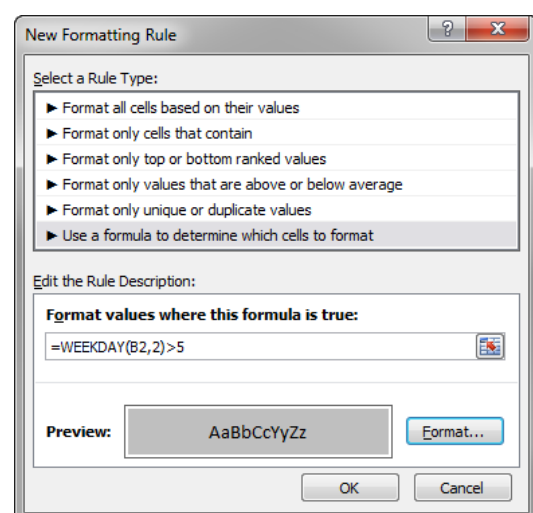 New Formatting Rule
? X
Select a Rule Type:
► Format all cells based on their values
► Format only cells that contain
► Format only top or bottom ranked values
► Format only values that are above or below average
► Format only unique or duplicate values
► Use a formula to determine which cells to format
Edit the Rule Description:
Format values where this formula is true:
=WEEKDAY(B2,2)>5
Preview: AaBbCcYyZz Format...
OK Cancel